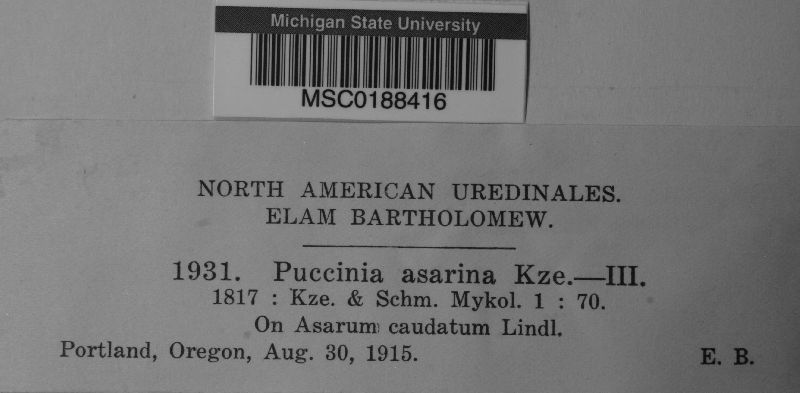 Michigan State University
MSC0188416
NORTH AMERICAN UREDINALES.
ELAM BARTHOLOMEW.
1931. Puccinia asarina Kze.—III.
1817 : Kze. & Schm. Mykol. 1 : 70.
On Asarum caudatum Lindl.
Portland, Oregon, Aug. 30, 1915. E. B.